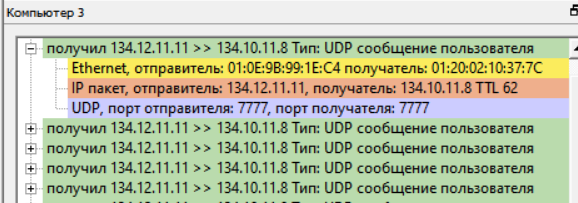 Компьютер 3
получил 134.12.11.11 >> 134.10.11.8 Тип: UDP сообщение пользователя
Ethernet, отправитель: 01:0E:9B:99:1E:C4 получатель: 01:20:02:10:37:7C
IP пакет, отправитель: 134.12.11.11, получатель: 134.10.11.8 TTL 62
UDP, порт отправителя: 7777, порт получателя: 7777
получил 134.12.11.11 >> 134.10.11.8 Тип: UDP сообщение пользователя
получил 134.12.11.11 >> 134.10.11.8 Тип: UDP сообщение пользователя
получил 134.12.11.11 >> 134.10.11.8 Тип: UDP сообщение пользователя
получил 134.12.11.11 >> 134.10.11.8 Тип: UDP сообщение пользователя